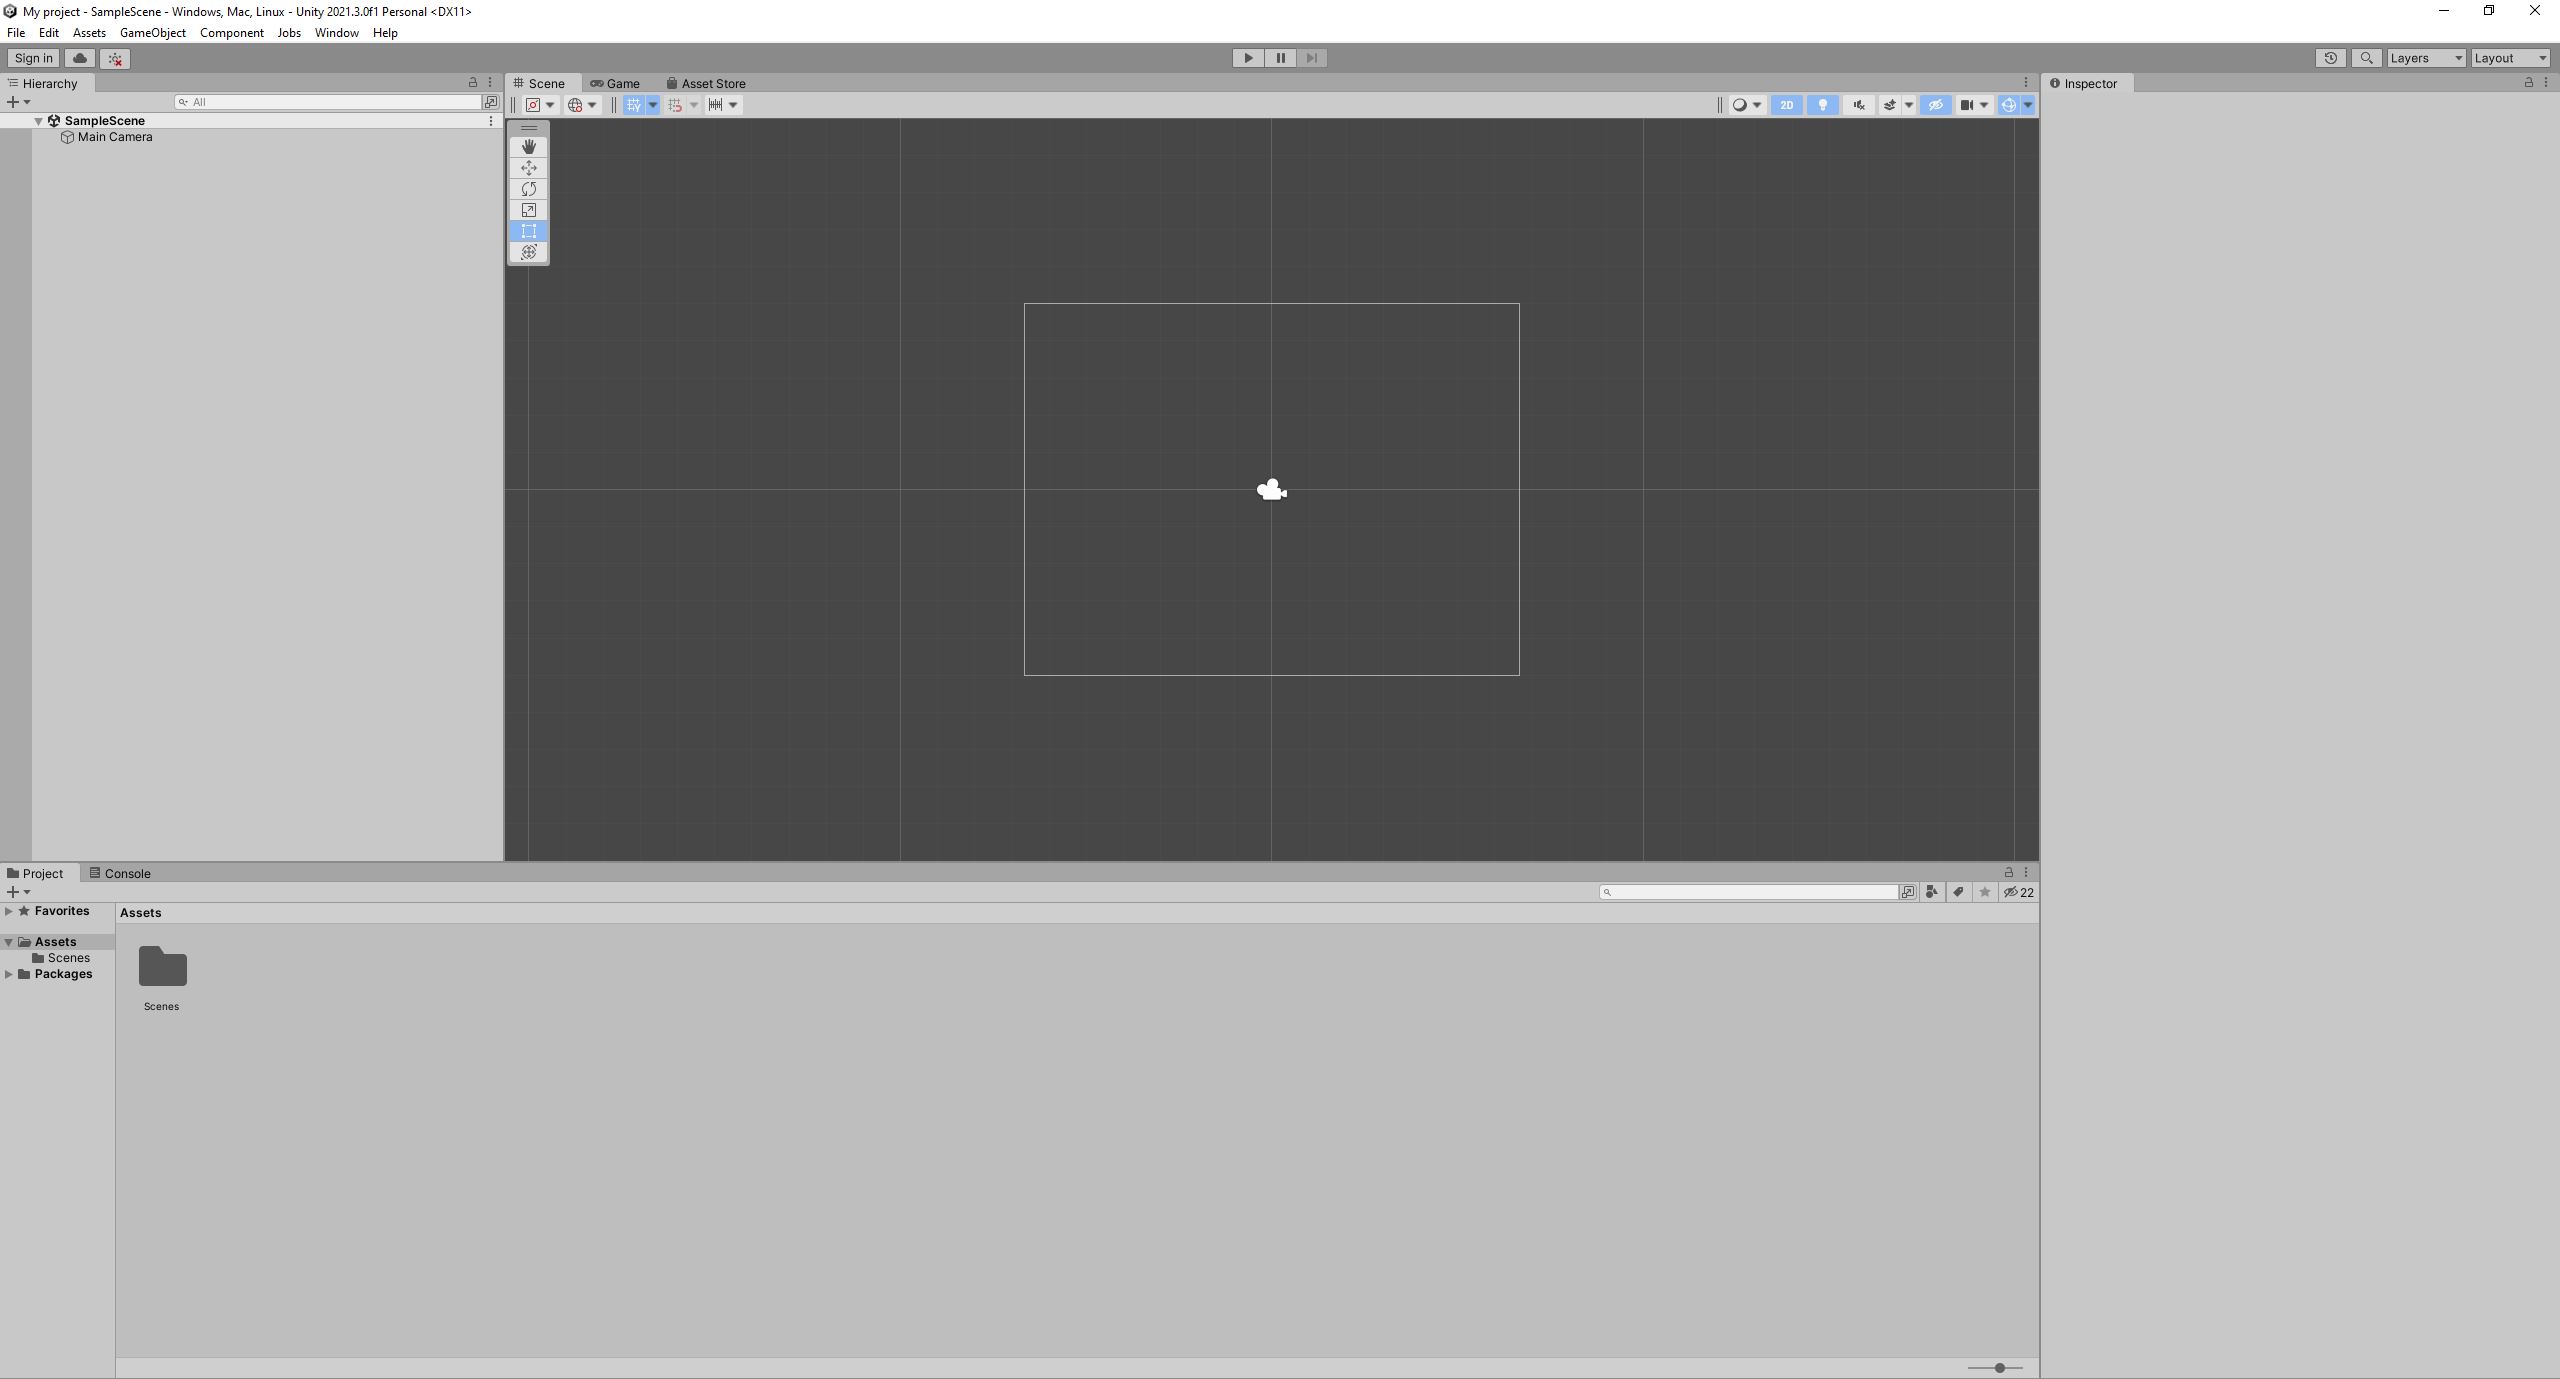 My project - SampleScene - Windows, Mac, Linux - Unity 2021.3.0f1 Personal <DX11>
File Edit Assets GameObject Component Jobs Window Help
Sign in Layers Layout
Hierarchy Scene Game Asset Store Inspector
All 2D
SampleScene
Main Camera
Project Console
22
Favorites Assets
Assets
Scenes
Packages
Scenes